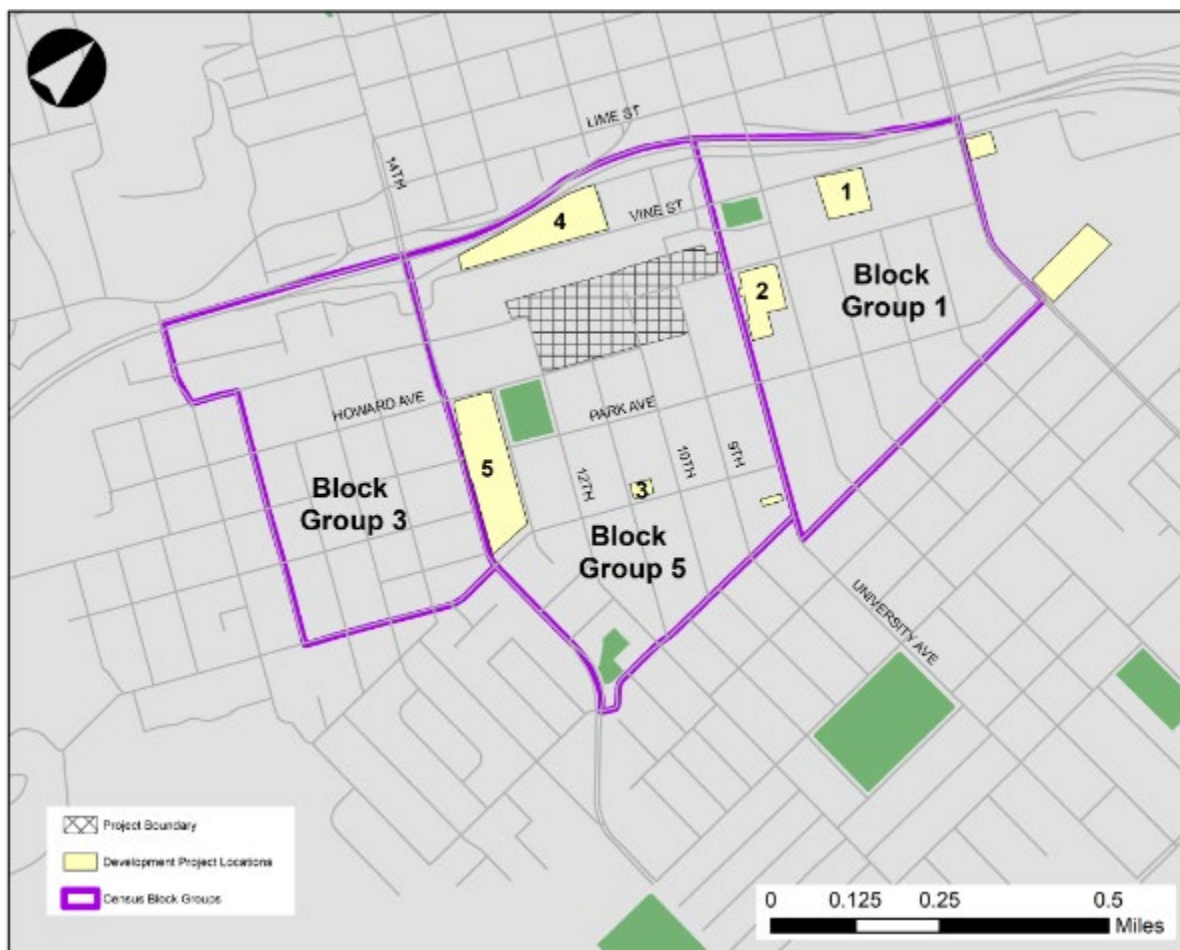 LIME ST
14TH
1
4
VINE ST
Block
Group 1
2
HOWARD AVE
PARK AVE
9TH
10TH
12TH
5
3
Block
Group 3
Block
Group 5
UNIVERSITY AVE
Project Boundary
Development Project Locations
Census Block Groups
0 0.125 0.25 0.5
Miles